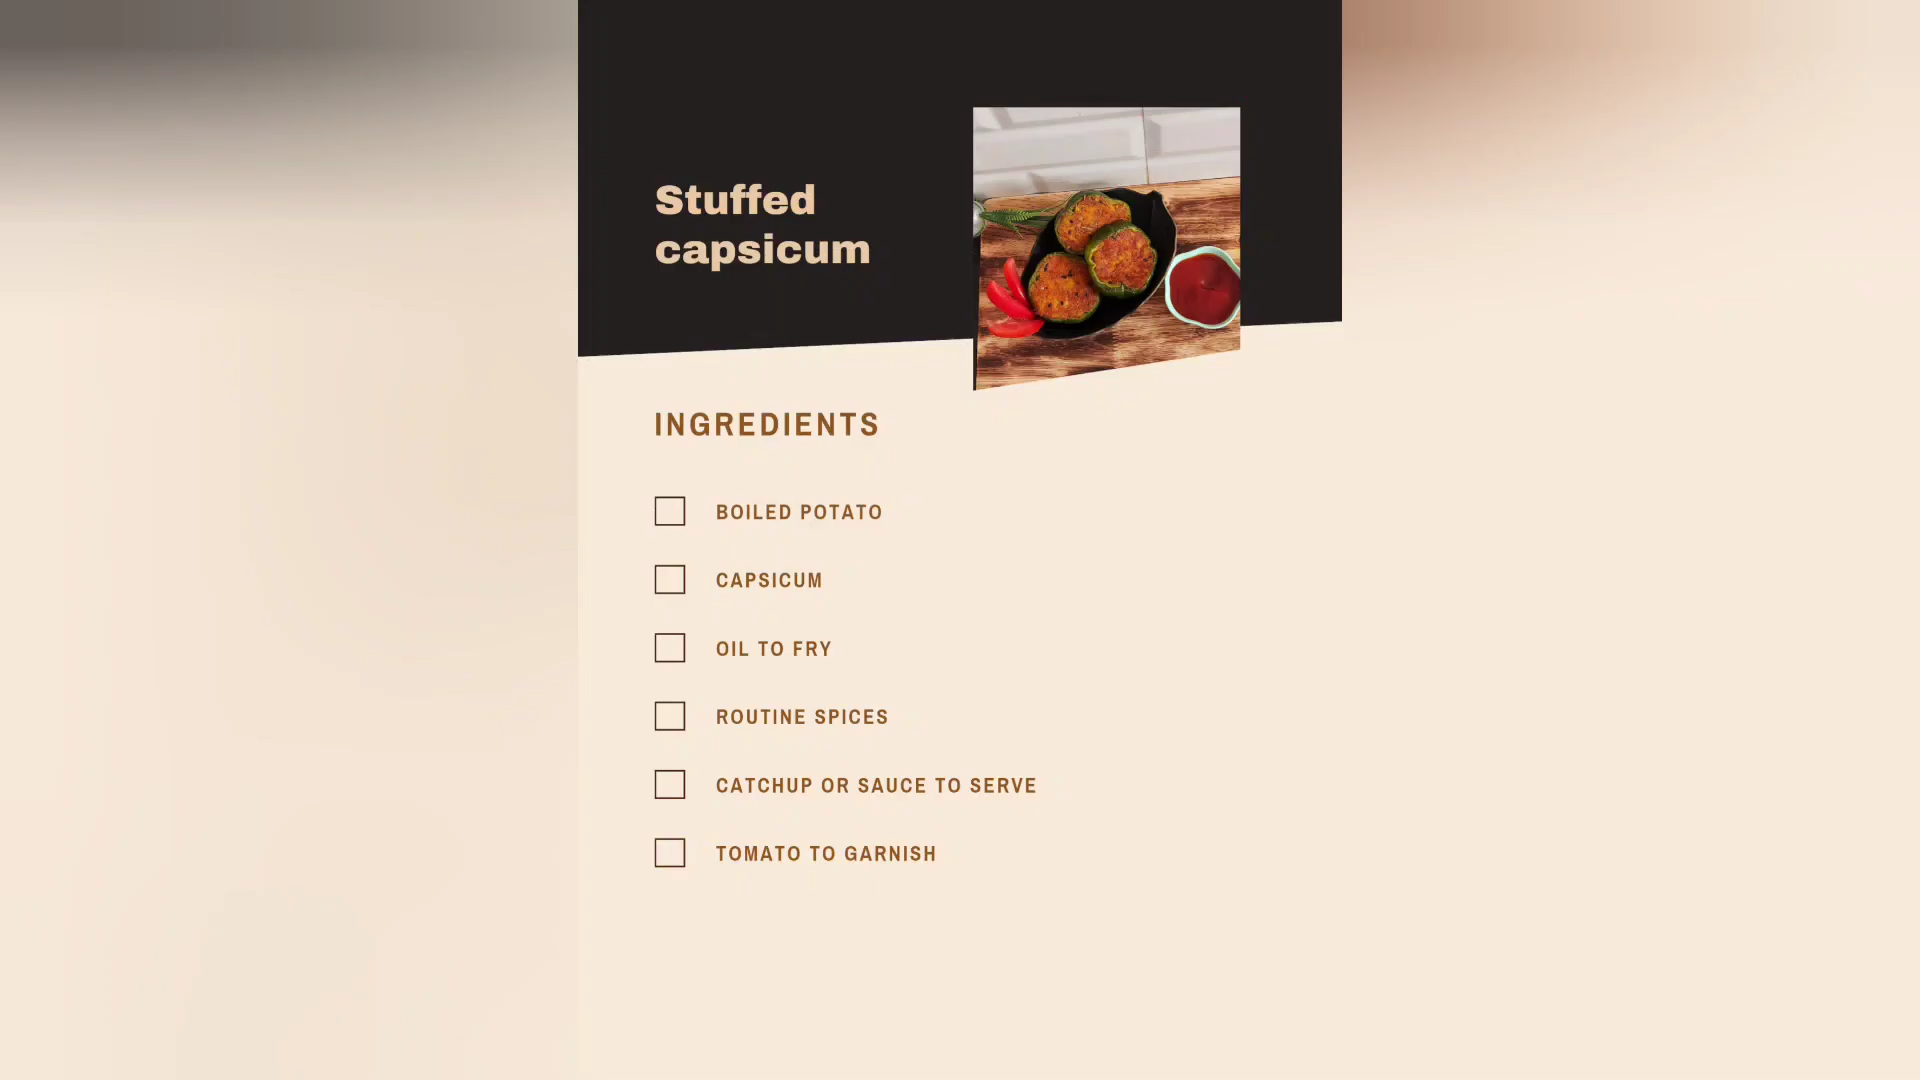 Stuffed
capsicum
INGREDIENTS
BOILED POTATO
CAPSICUM
OIL TO FRY
ROUTINE SPICES
CATCHUP OR SAUCE TO SERVE
TOMATO TO GARNISH